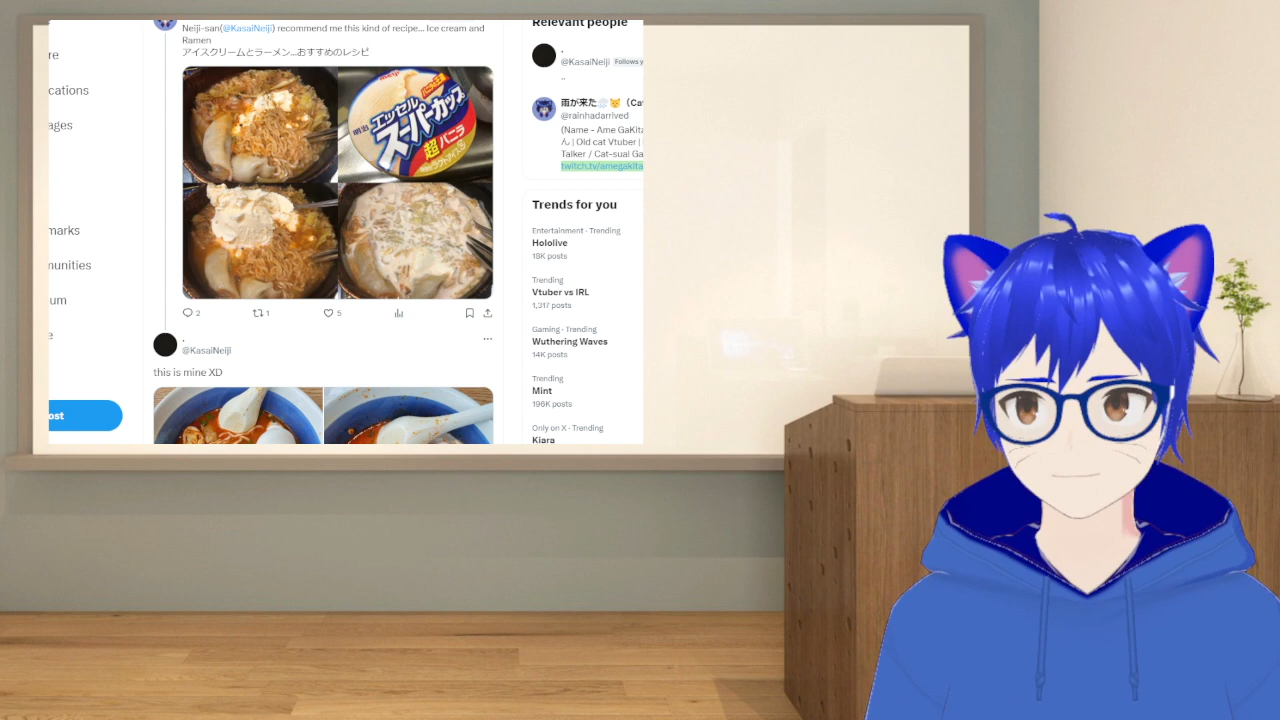 re
cations
ages
marks
munities
um
e
ost
Neiji-san(@KasaiNeiji) recommend me this kind of recipe... Ice cream and
Ramen
アイスクリームとラーメン...おすすめのレシピ
meiji
明治
エッセル
スーパーカップ
超バニラ
2
1
5
.
@KasaiNeiji
this is mine XD
Relevant people
.
@KasaiNeiji Follows y
..
雨が来た🌧️😺 (Ca
@rainhadarrived
(Name - Ame GaKita
ん | Old cat Vtuber |
Talker / Cat-sual Ga
twitch.tv/amegakita
Trends for you
Entertainment · Trending
Hololive
18K posts
Trending
Vtuber vs IRL
1,317 posts
Gaming · Trending
Wuthering Waves
14K posts
Trending
Mint
196K posts
Only on X · Trending
Kiara